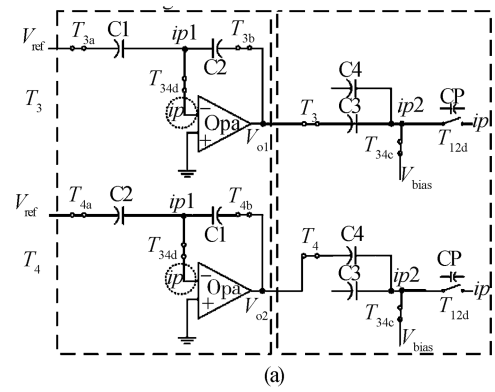 V_ref T_3a C1 ip1 T_3b
C2
T_3 T_34d C4
ip Opa V_o1 T_3 C3 ip2 CP
T_12d ip
T_34c
V_bias
V_ref T_4a C2 ip1 T_4b
C1
T_4 T_34d T_4 C4
ip Opa V_o2 C3 ip2 CP
T_12d ip
T_34c
V_bias
(a)